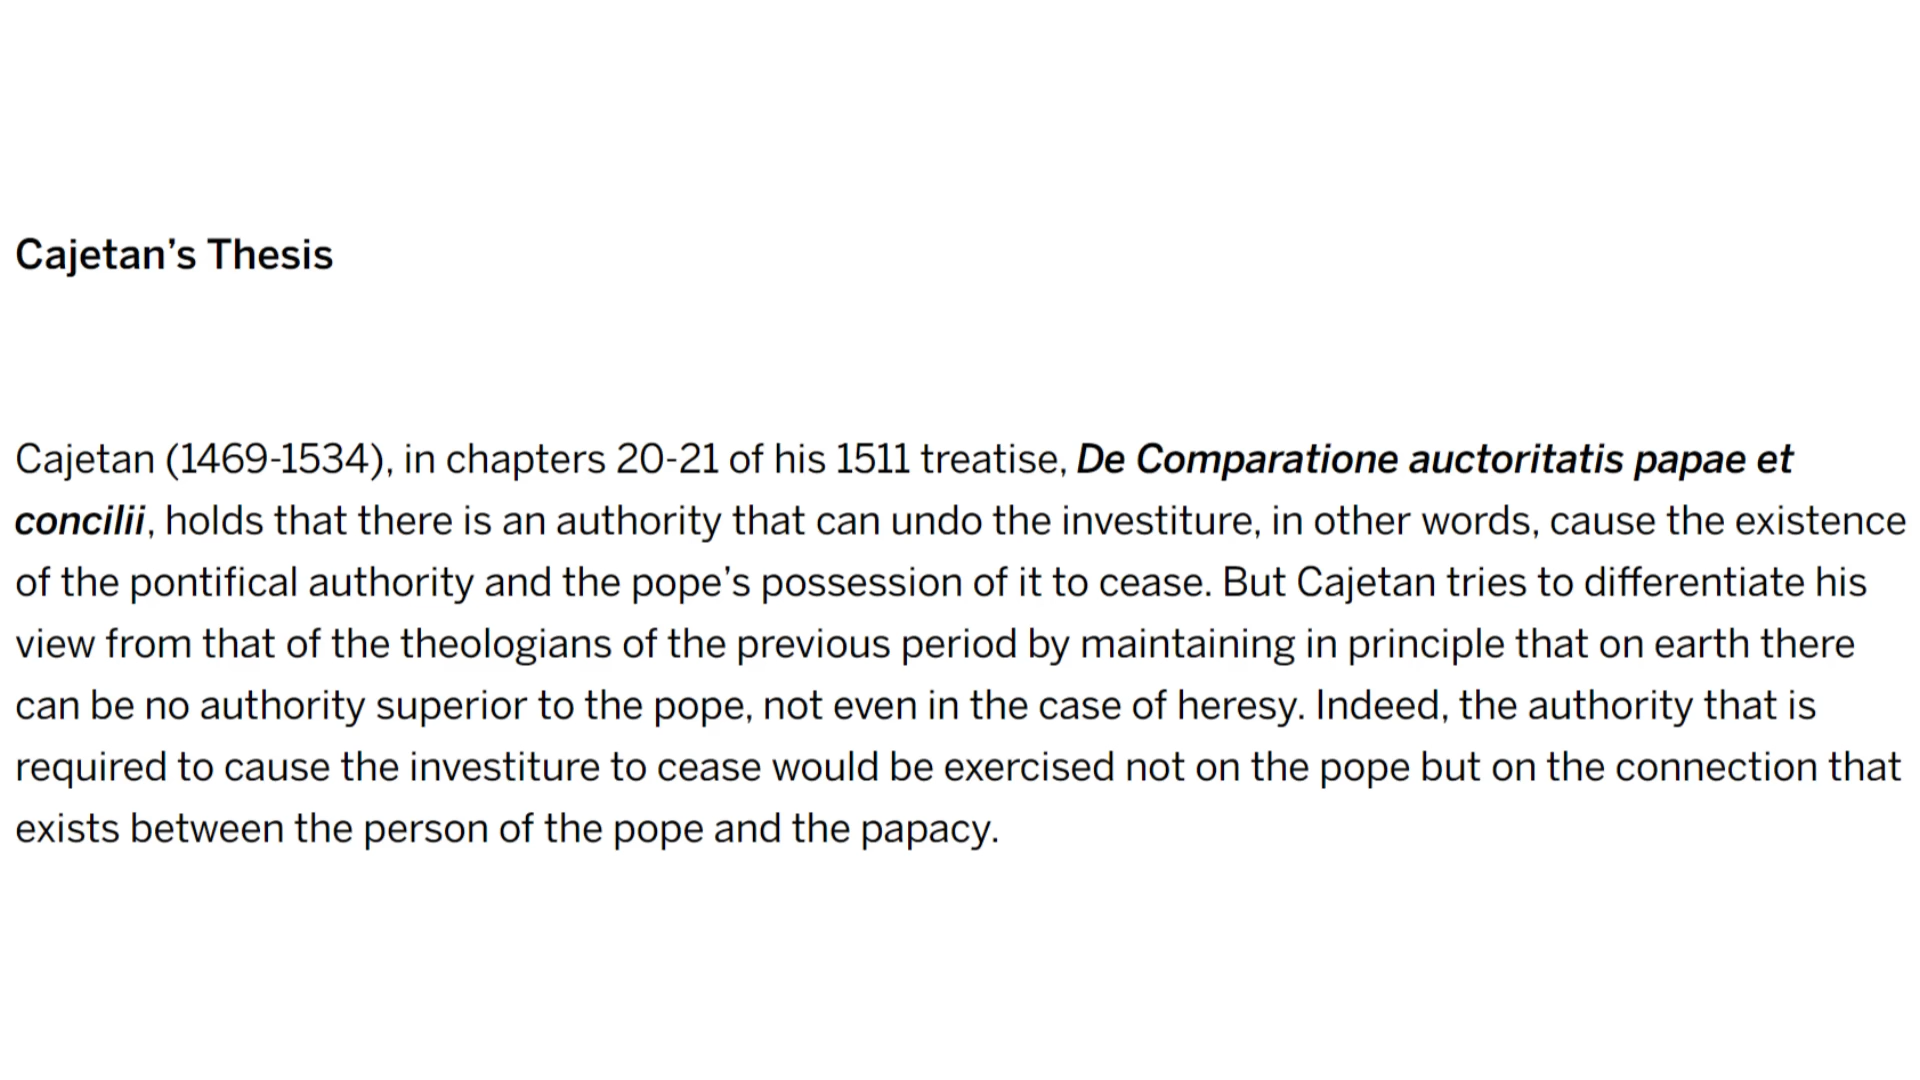 Cajetan’s Thesis
Cajetan (1469-1534), in chapters 20-21 of his 1511 treatise, De Comparatione auctoritatis papae et
concilii, holds that there is an authority that can undo the investiture, in other words, cause the existence
of the pontifical authority and the pope’s possession of it to cease. But Cajetan tries to differentiate his
view from that of the theologians of the previous period by maintaining in principle that on earth there
can be no authority superior to the pope, not even in the case of heresy. Indeed, the authority that is
required to cause the investiture to cease would be exercised not on the pope but on the connection that
exists between the person of the pope and the papacy.